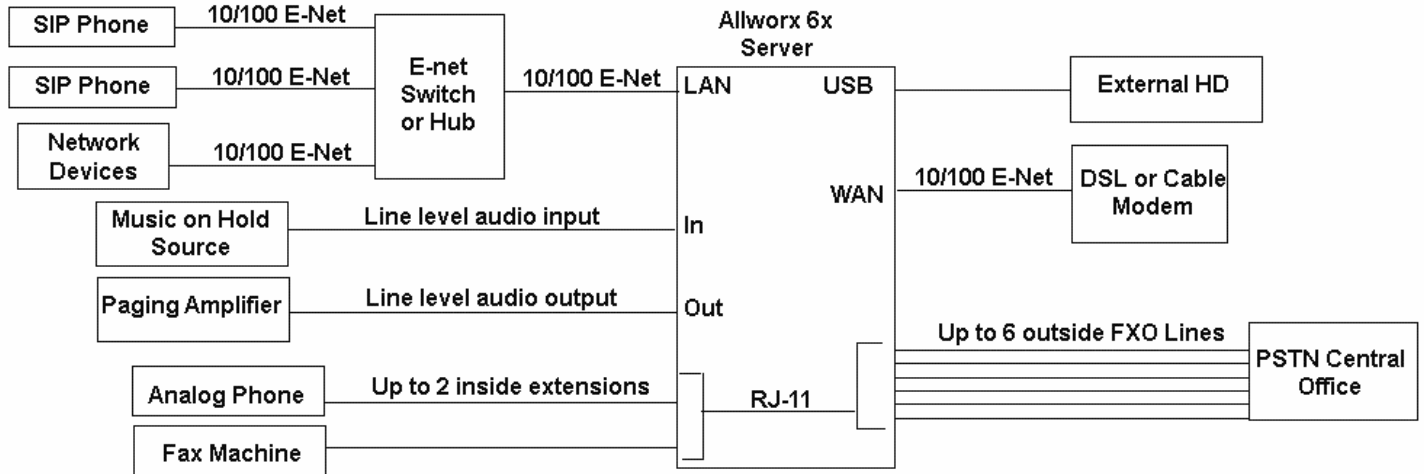 SIP Phone
10/100 E-Net
SIP Phone
10/100 E-Net
Network
Devices
10/100 E-Net
E-net
Switch
or Hub
10/100 E-Net
Allworx 6x
Server
LAN
USB
External HD
WAN
10/100 E-Net
DSL or Cable
Modem
Music on Hold
Source
Line level audio input
In
Paging Amplifier
Line level audio output
Out
Analog Phone
Up to 2 inside extensions
Fax Machine
RJ-11
Up to 6 outside FXO Lines
PSTN Central
Office